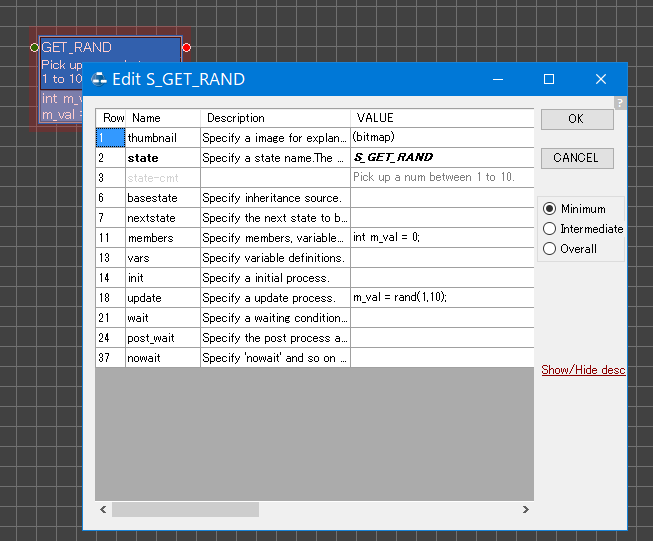 GET_RAND
Pick up
1 to 10
int m_v
m_val =
Edit S_GET_RAND
?
Row Name Description VALUE
1 thumbnail Specify a image for explan... (bitmap)
2 state Specify a state name.The ... S_GET_RAND
3 state-cmt Pick up a num between 1 to 10.
6 basestate Specify inheritance source.
7 nextstate Specify the next state to b...
11 members Specify members, variable... int m_val = 0;
13 vars Specify variable definitions.
14 init Specify a initial process.
18 update Specify a update process. m_val = rand(1,10);
21 wait Specify a waiting condition...
24 post_wait Specify the post process a...
37 nowait Specify 'nowait' and so on ...
OK
CANCEL
Minimum
Intermediate
Overall
Show/Hide desc